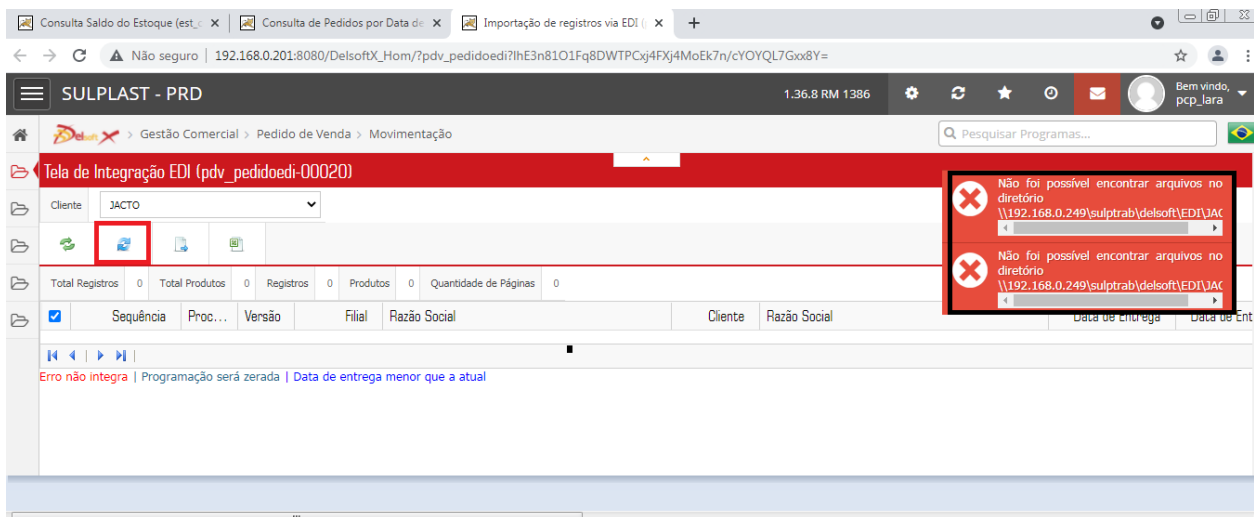 Consulta Saldo do Estoque (est_c
Consulta de Pedidos por Data de
Importação de registros via EDI (
Não seguro | 192.168.0.201:8080/DelsoftX_Hom/?pdv_pedidoedi?IhE3n81O1Fq8DWTPCxj4FXj4MoEk7n/cYOYQL7Gxx8Y=
SULPLAST - PRD
1.36.8 RM 1386
Bem vindo,
pcp_lara
Delsoft X > Gestão Comercial > Pedido de Venda > Movimentação
Pesquisar Programas...
Tela de Integração EDI (pdv_pedidoedi-00020)
Cliente JACTO
Não foi possível encontrar arquivos no
diretório
\\192.168.0.249\sulptrab\delsoft\EDI\JAC
Não foi possível encontrar arquivos no
diretório
\\192.168.0.249\sulptrab\delsoft\EDI\JAC
Total Registros 0 Total Produtos 0 Registros 0 Produtos 0 Quantidade de Páginas 0
Sequência Proc... Versão Filial Razão Social Cliente Razão Social Data de Entrega Data de Ent
Erro não integra | Programação será zerada | Data de entrega menor que a atual